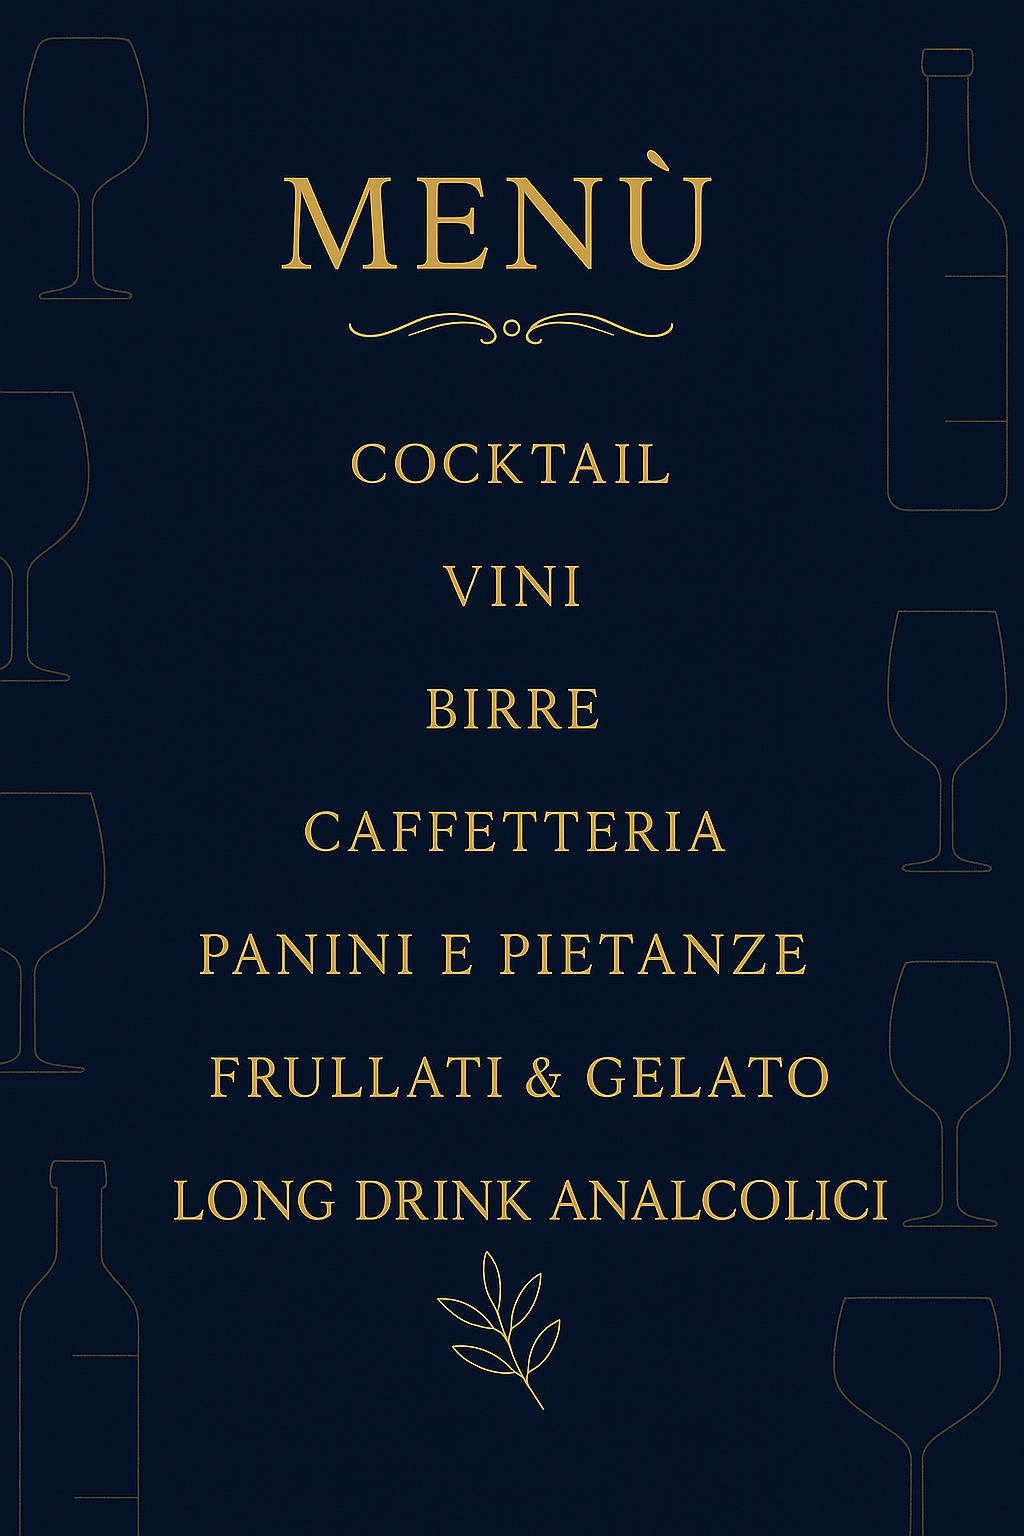 MENÙ
COCKTAIL
VINI
BIRRE
CAFFETTERIA
PANINI E PIETANZE
FRULLATI & GELATO
LONG DRINK ANALCOLICI